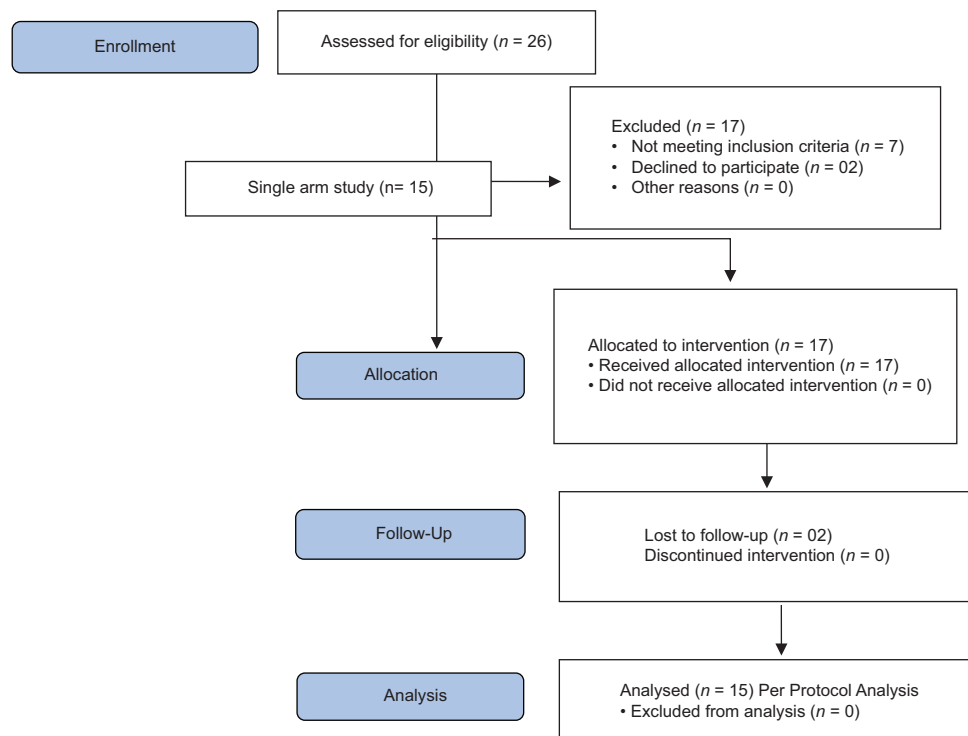 Enrollment
Assessed for eligibility (n = 26)
Excluded (n = 17)
• Not meeting inclusion criteria (n = 7)
• Declined to participate (n = 02)
• Other reasons (n = 0)
Single arm study (n= 15)
Allocation
Allocated to intervention (n = 17)
• Received allocated intervention (n = 17)
• Did not receive allocated intervention (n = 0)
Follow-Up
Lost to follow-up (n = 02)
Discontinued intervention (n = 0)
Analysis
Analysed (n = 15) Per Protocol Analysis
• Excluded from analysis (n = 0)